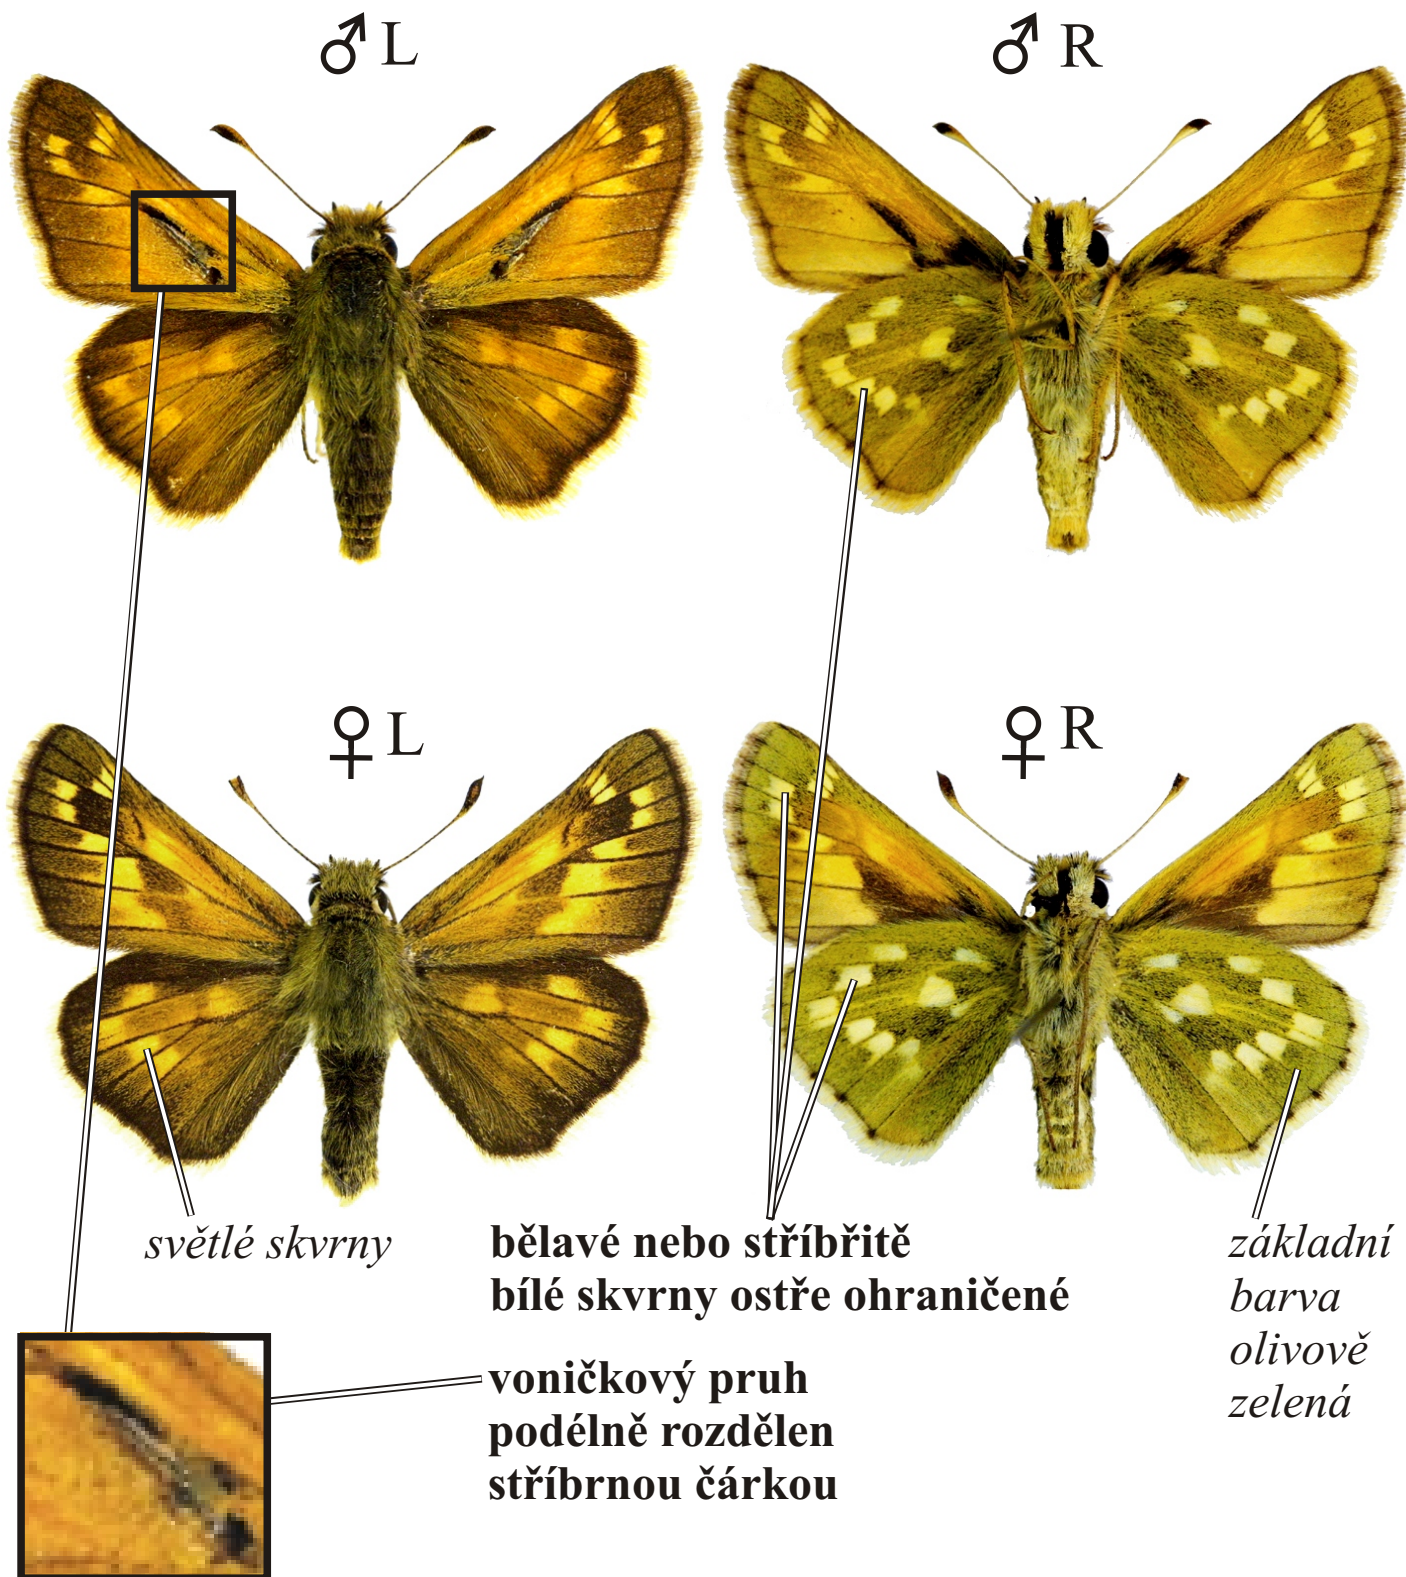 ♂ L
♂ R
♀ L
♀ R
světlé skvrny
bělavé nebo stříbřitě
bílé skvrny ostře ohraničené
základní
barva
olivově
zelená
voničkový pruh
podélně rozdělen
stříbrnou čárkou